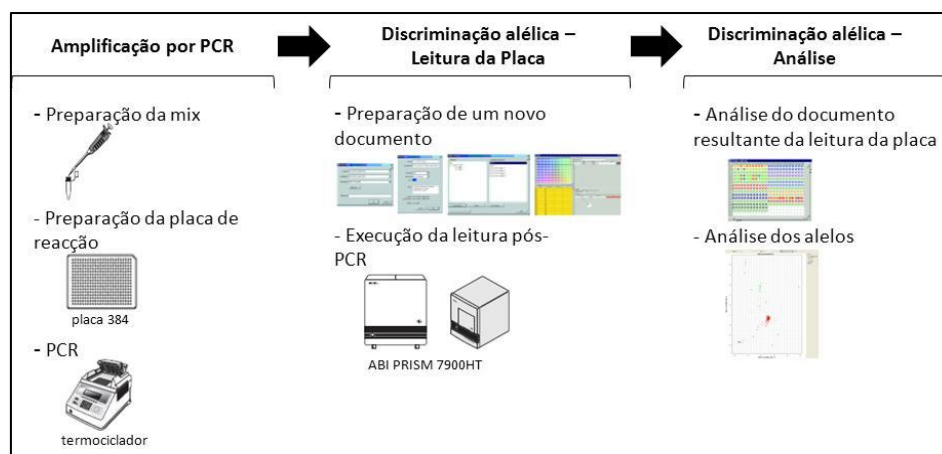 Amplificação por PCR
- Preparação da mix
- Preparação da placa de
reacção
placa 384
- PCR
termociclador
Discriminação alélica –
Leitura da Placa
- Preparação de um novo
documento
- Execução da leitura pós-
PCR
ABI PRISM 7900HT
Discriminação alélica –
Análise
- Análise do documento
resultante da leitura da placa
- Análise dos alelos